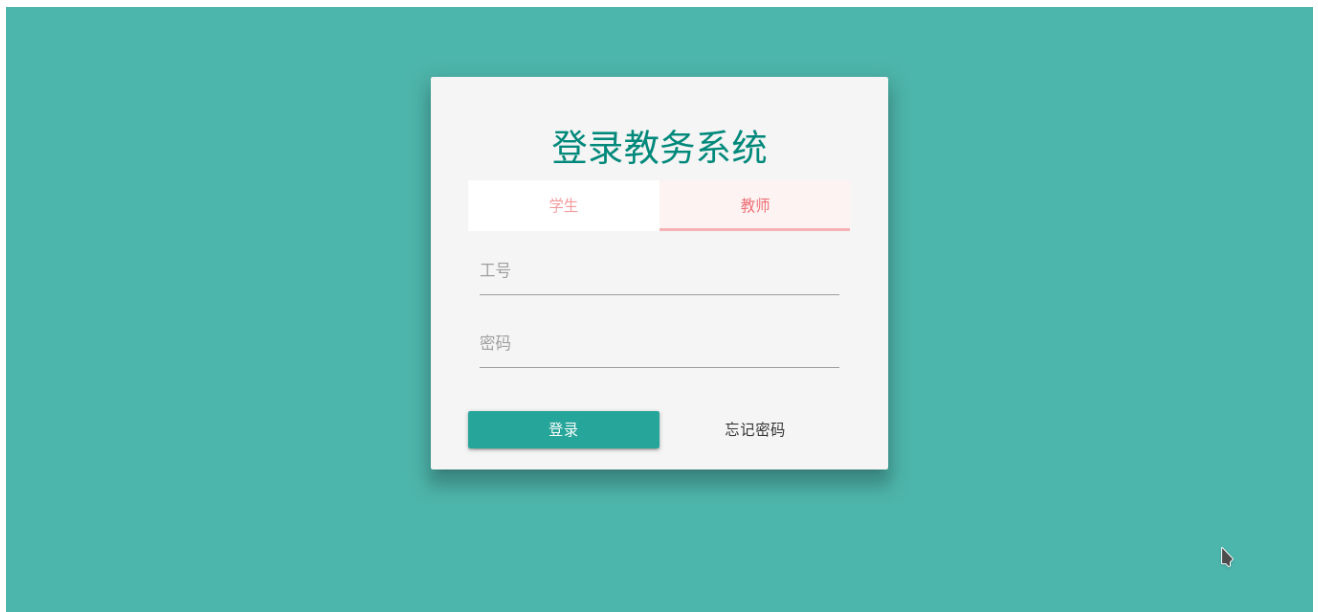 登录教务系统
学生 教师
工号
密码
登录 忘记密码